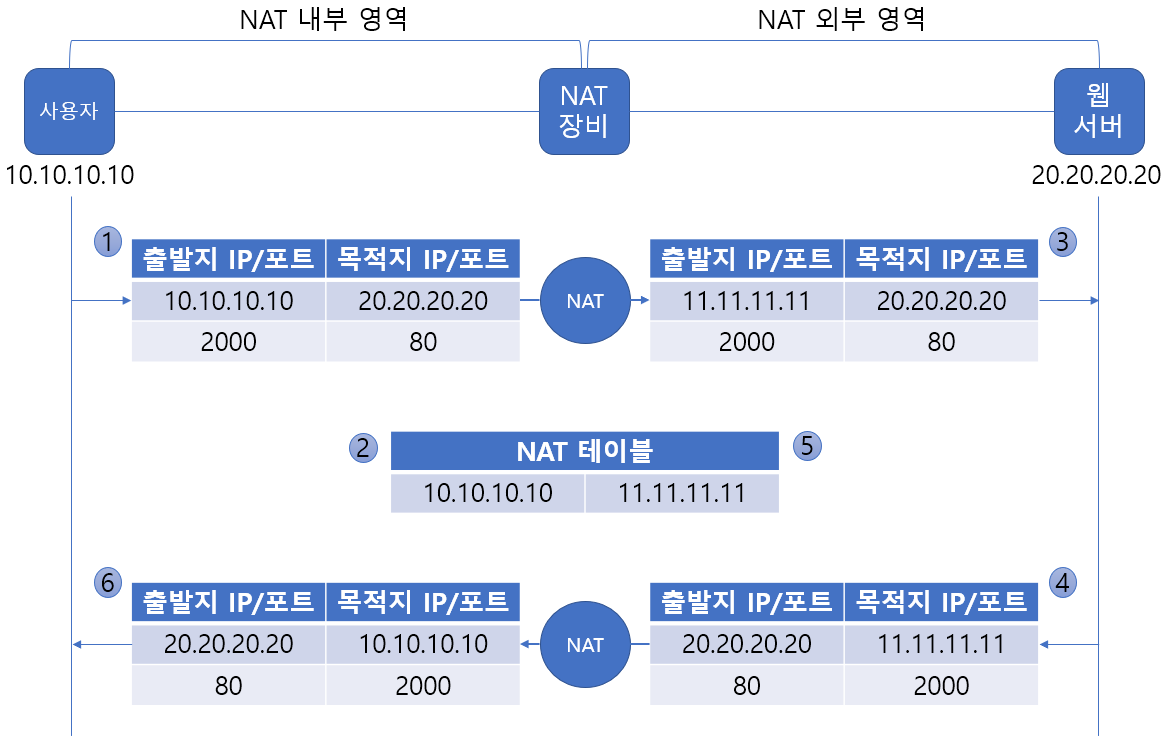 NAT 내부 영역
NAT 외부 영역
사용자
NAT
장비
웹
서버
10.10.10.10
20.20.20.20
1
출발지 IP/포트 목적지 IP/포트
10.10.10.10 20.20.20.20
2000 80
NAT
3
출발지 IP/포트 목적지 IP/포트
11.11.11.11 20.20.20.20
2000 80
2
NAT 테이블
5
10.10.10.10 11.11.11.11
6
출발지 IP/포트 목적지 IP/포트
20.20.20.20 10.10.10.10
80 2000
NAT
4
출발지 IP/포트 목적지 IP/포트
20.20.20.20 11.11.11.11
80 2000